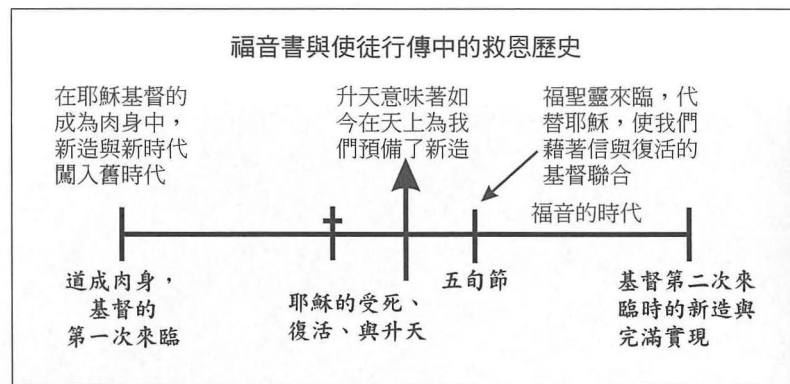 福音書與使徒行傳中的救恩歷史
在耶穌基督的
成為肉身中，
新造與新時代
闖入舊時代
升天意味著如
今在天上為我
們預備了新造
福聖靈來臨，代
替耶穌，使我們
藉著信與復活的
基督聯合
福音的時代
道成肉身，
基督的
第一次來臨
耶穌的受死、
復活、與升天
五旬節
基督第二次來
臨時的新造與
完滿實現